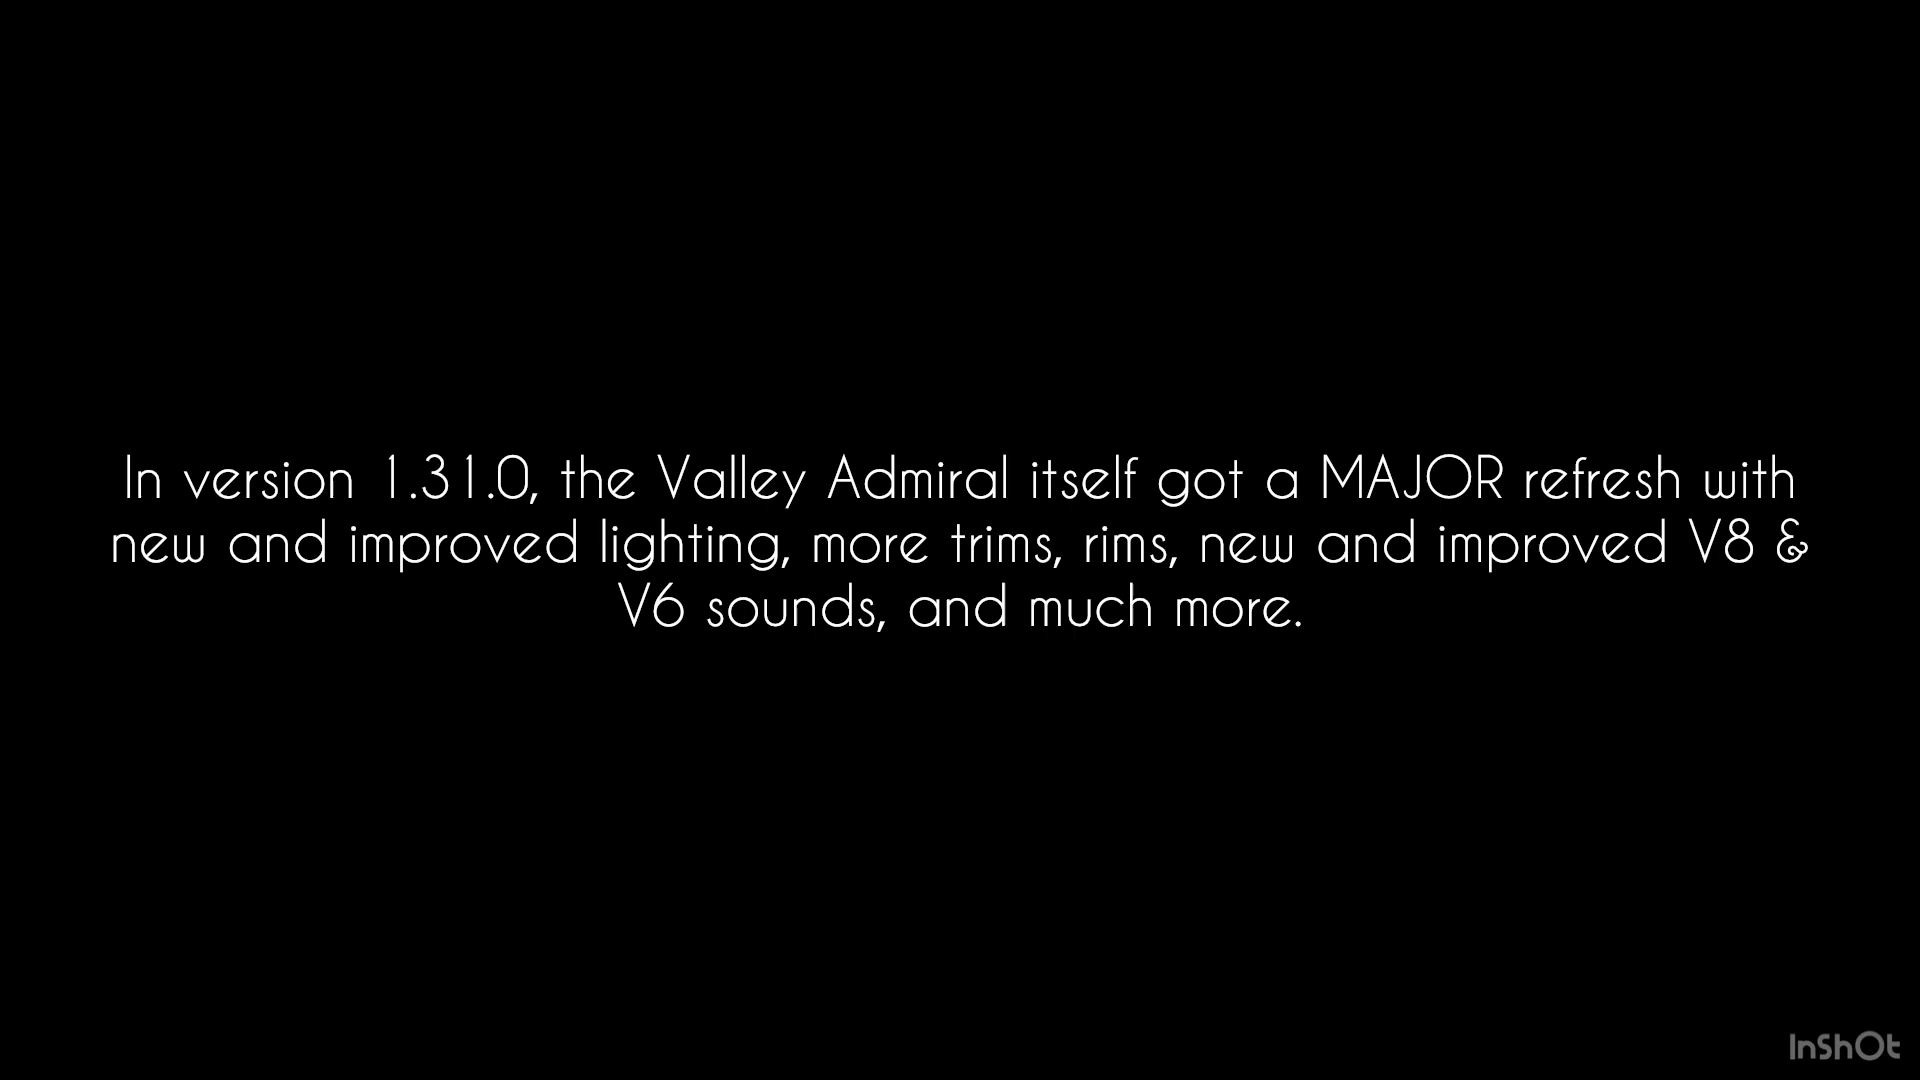 In version 1.31.0, the Valley Admiral itself got a MAJOR refresh with
new and improved lighting, more trims, rims, new and improved V8 &
V6 sounds, and much more.
InShOt